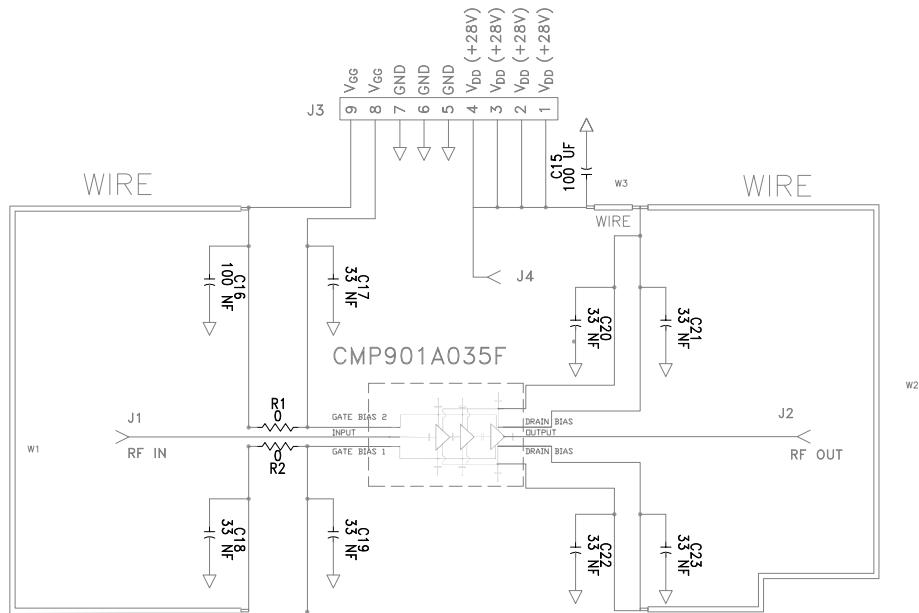 J3
9 VGG
8 VGG
7 GND
6 GND
5 GND
4 VDD (+28V)
3 VDD (+28V)
2 VDD (+28V)
1 VDD (+28V)
C15
100 UF
W3
WIRE
WIRE
WIRE
C16
100 NF
C17
33 NF
J4
C20
33 NF
C21
33 NF
CMP901A035F
W2
R1
0
J1
RF IN
W1
GATE BIAS 2
INPUT
GATE BIAS 1
0
R2
DRAIN BIAS
OUTPUT
DRAIN BIAS
J2
RF OUT
C18
33 NF
C19
33 NF
C22
33 NF
C23
33 NF